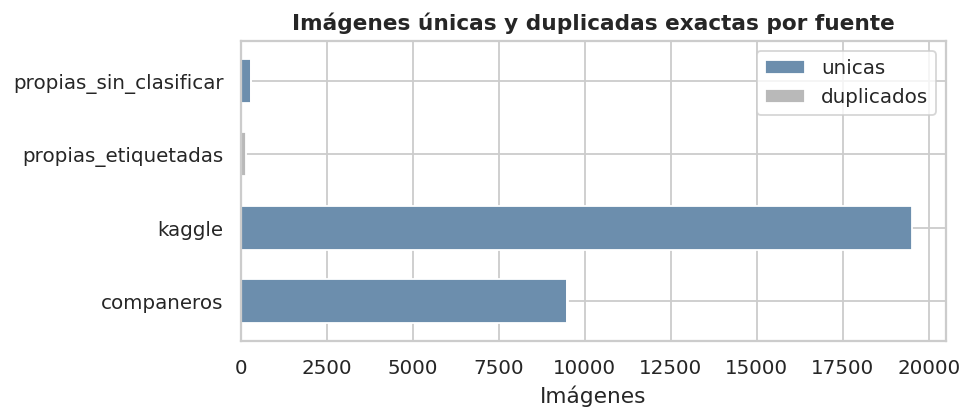 Imágenes únicas y duplicadas exactas por fuente
unicas
duplicados
propias_sin_clasificar
propias_etiquetadas
kaggle
companeros
0 2500 5000 7500 10000 12500 15000 17500 20000
Imágenes